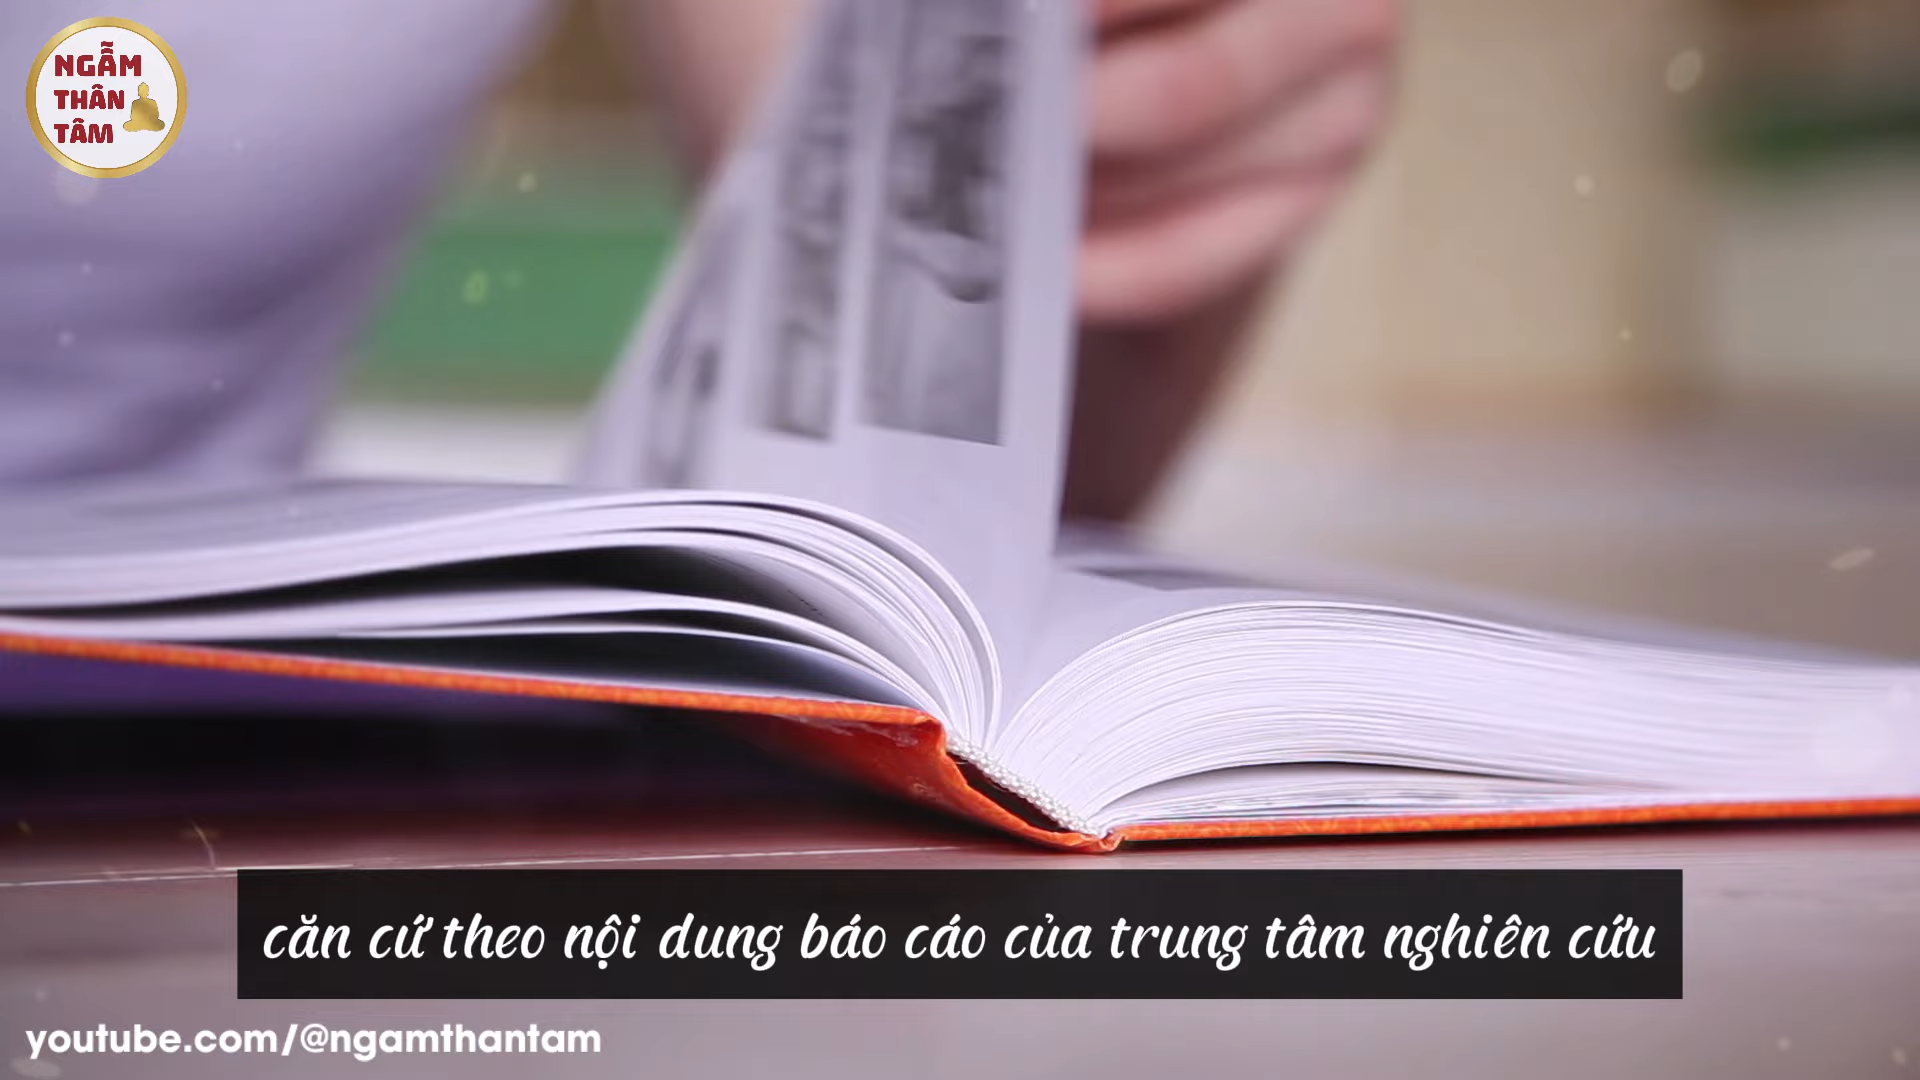 NGẪM
THÂN
TÂM
căn cứ theo nội dung báo cáo của trung tâm nghiên cứu
youtube.com/@ngamthantam